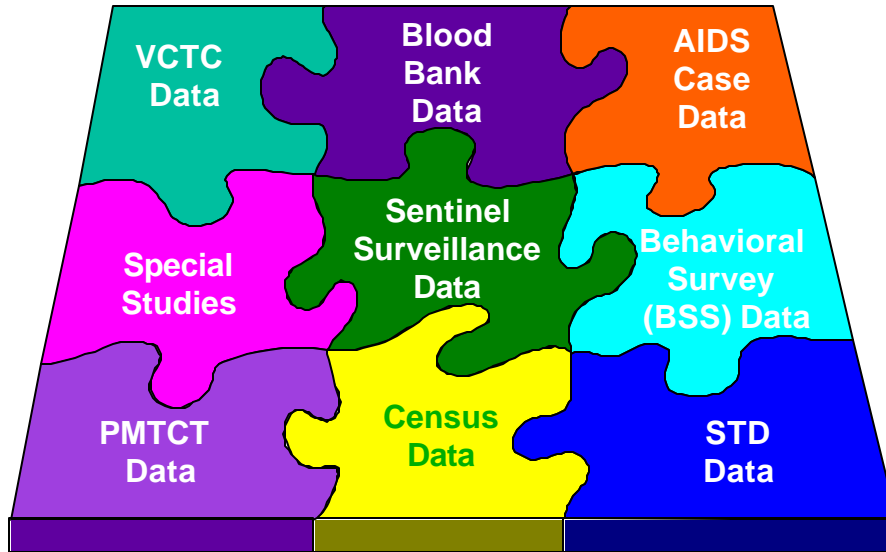 VCTC
Data
Blood
Bank
Data
AIDS
Case
Data
Special
Studies
Sentinel
Surveillance
Data
Behavioral
Survey
(BSS) Data
PMTCT
Data
Census
Data
STD
Data